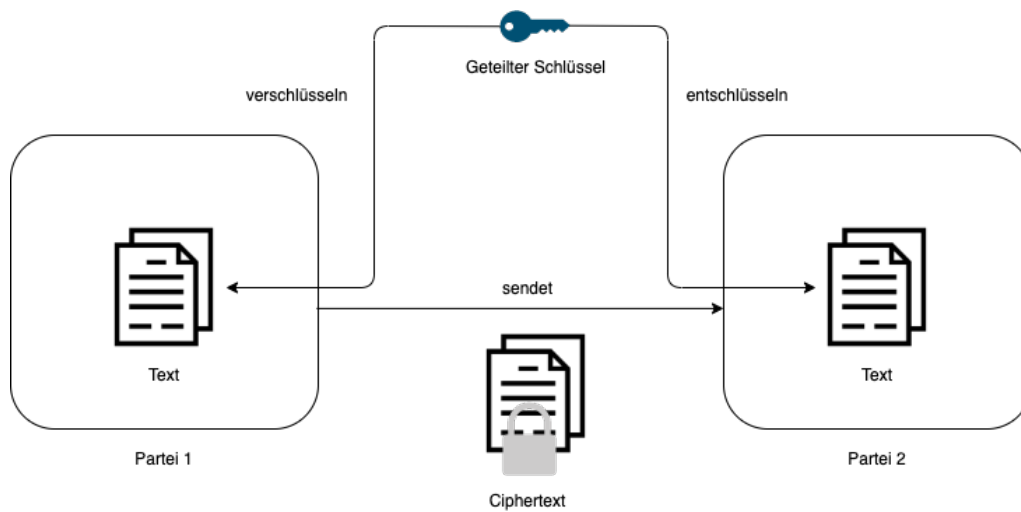 Geteilter Schlüssel
verschlüsseln
entschlüsseln
sendet
Text
Text
Partei 1
Partei 2
Ciphertext